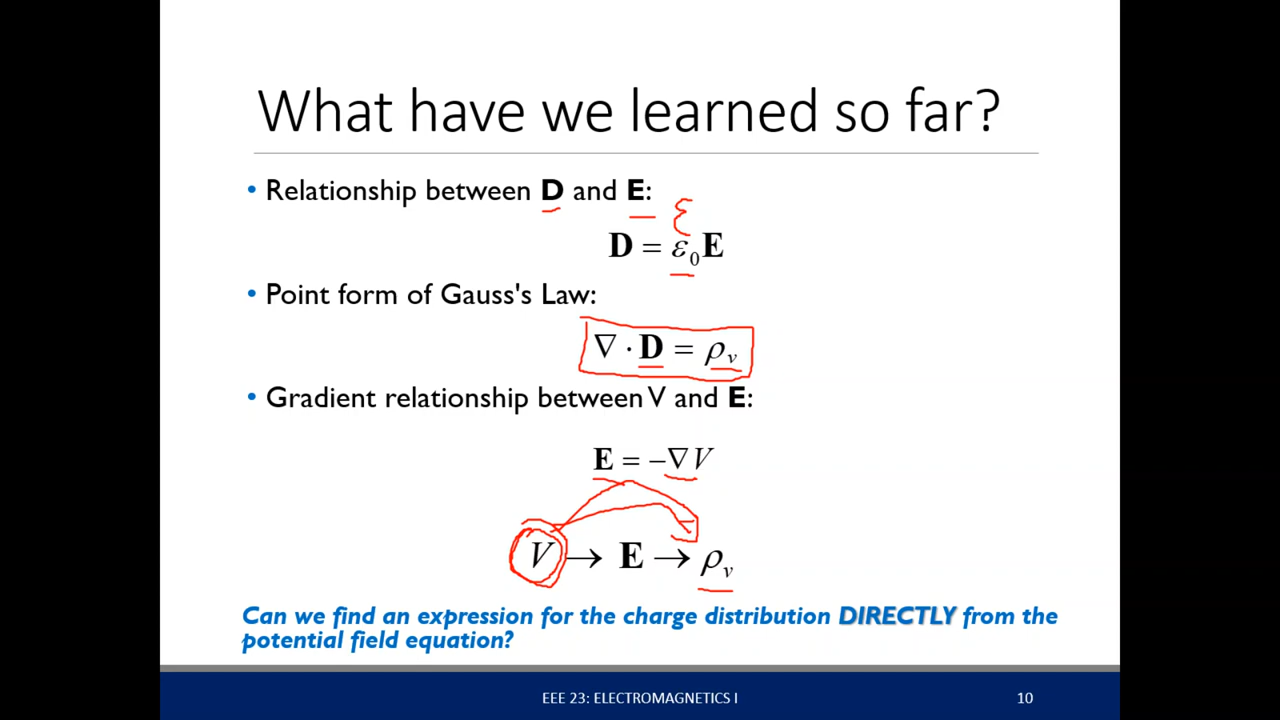 What have we learned so far?
• Relationship between D and E:
ε
D = ε₀E
• Point form of Gauss's Law:
∇ · D = ρᵥ
• Gradient relationship between V and E:
E = −∇V
V → E → ρᵥ
Can we find an expression for the charge distribution DIRECTLY from the
potential field equation?
EEE 23: ELECTROMAGNETICS I
10